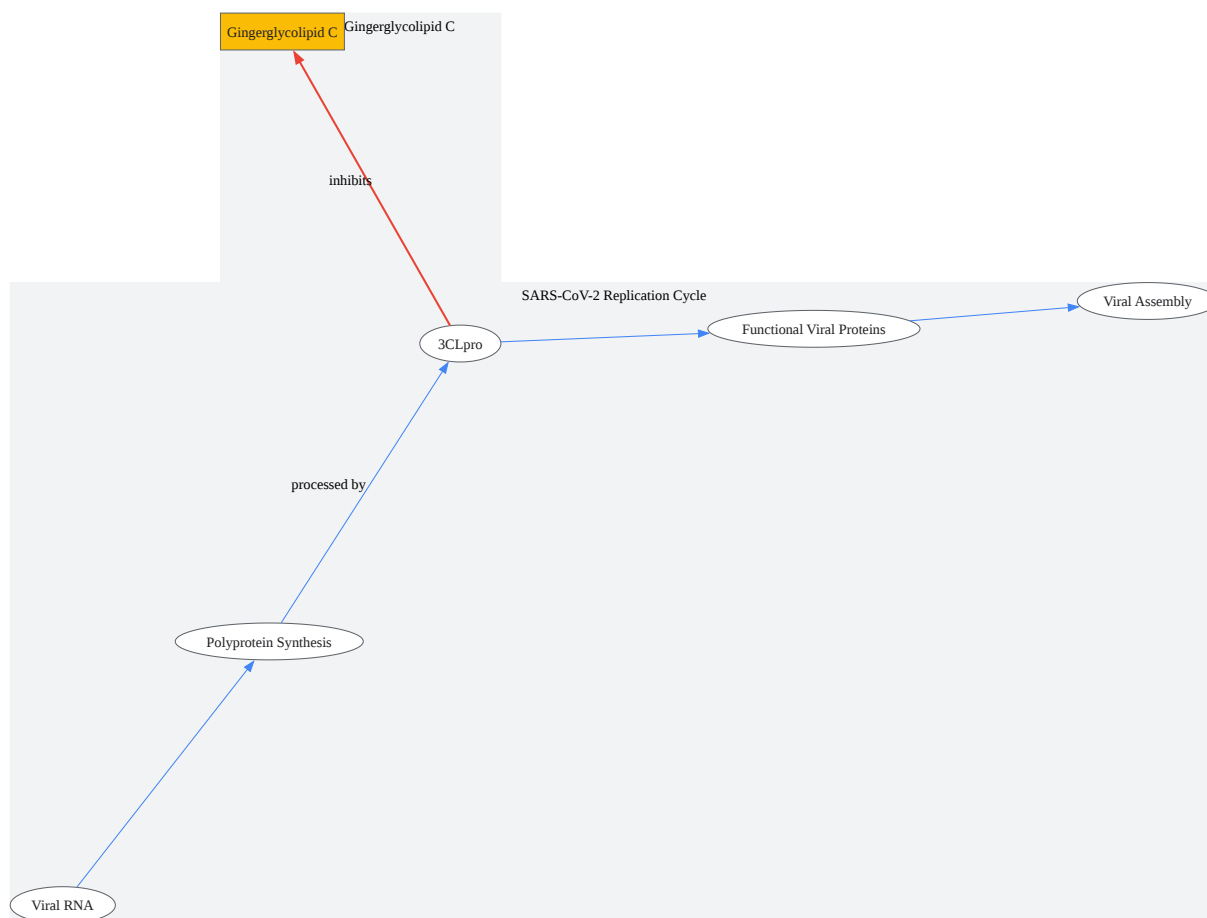 Gingerglycolipid C
Gingerglycolipid C
inhibits
SARS-CoV-2 Replication Cycle
Viral Assembly
Functional Viral Proteins
3CLpro
processed by
Polyprotein Synthesis
Viral RNA